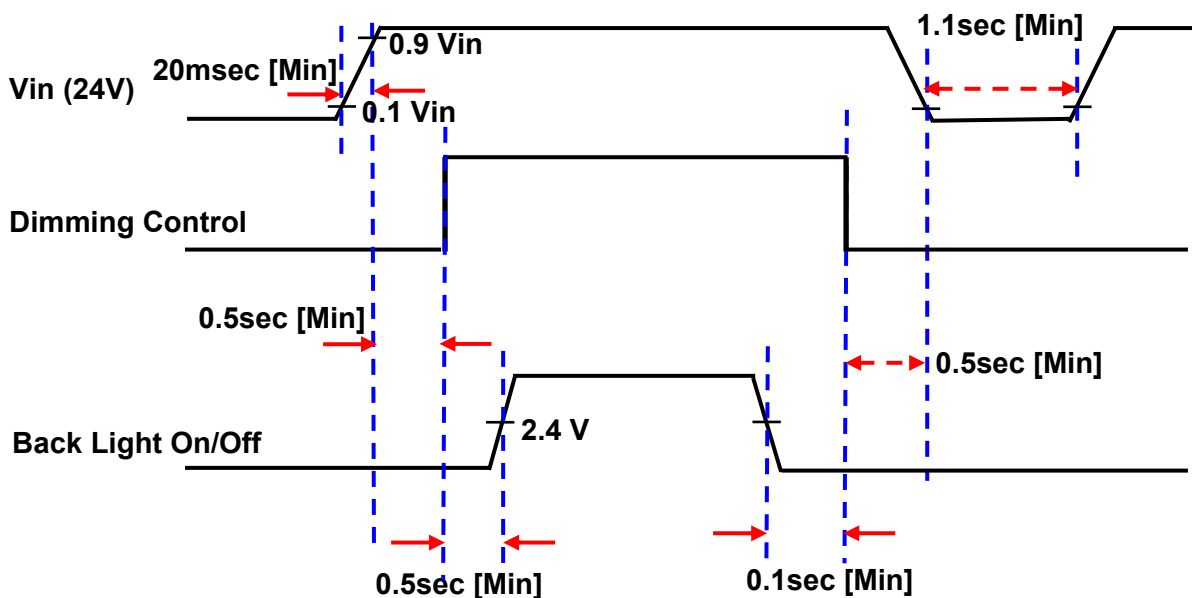 1.1sec [Min]
0.9 Vin
20msec [Min]
Vin (24V)
0.1 Vin
Dimming Control
0.5sec [Min]
0.5sec [Min]
2.4 V
Back Light On/Off
0.5sec [Min]
0.1sec [Min]